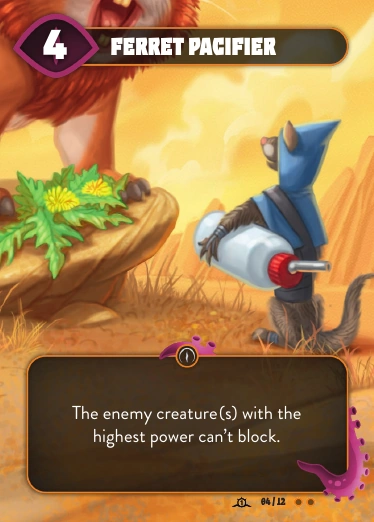 4
FERRET PACIFIER
The enemy creature(s) with the
highest power can't block.
04/12